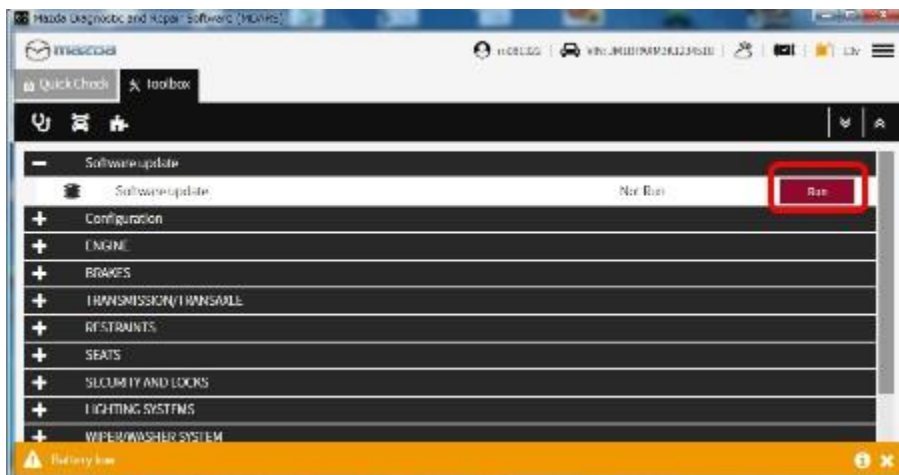 Mazda Diagnostic and Repair Software (MDARS)
mazda
Quick Check Toolbox
Software update
Software update Not Run Run
Configuration
ENGINE
BRAKES
TRANSMISSION/TRANSAXLE
RESTRAINTS
SEATS
SECURITY AND LOCKS
LIGHTING SYSTEMS
WIPER/WASHER SYSTEM
Battery low